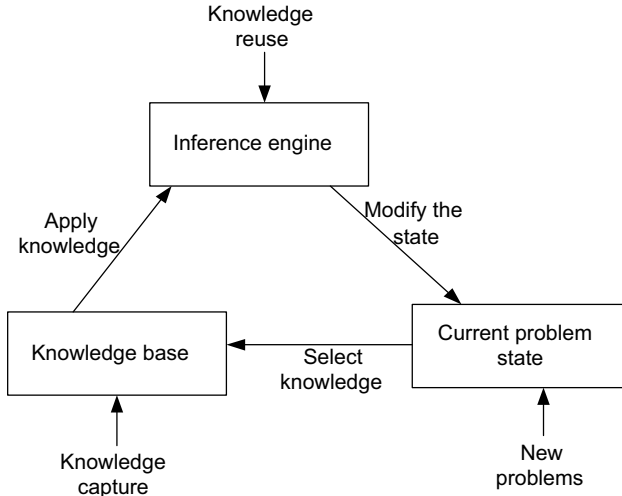 Knowledge
reuse
Inference engine
Apply
knowledge
Modify the
state
Knowledge base
Select
knowledge
Current problem
state
Knowledge
capture
New
problems